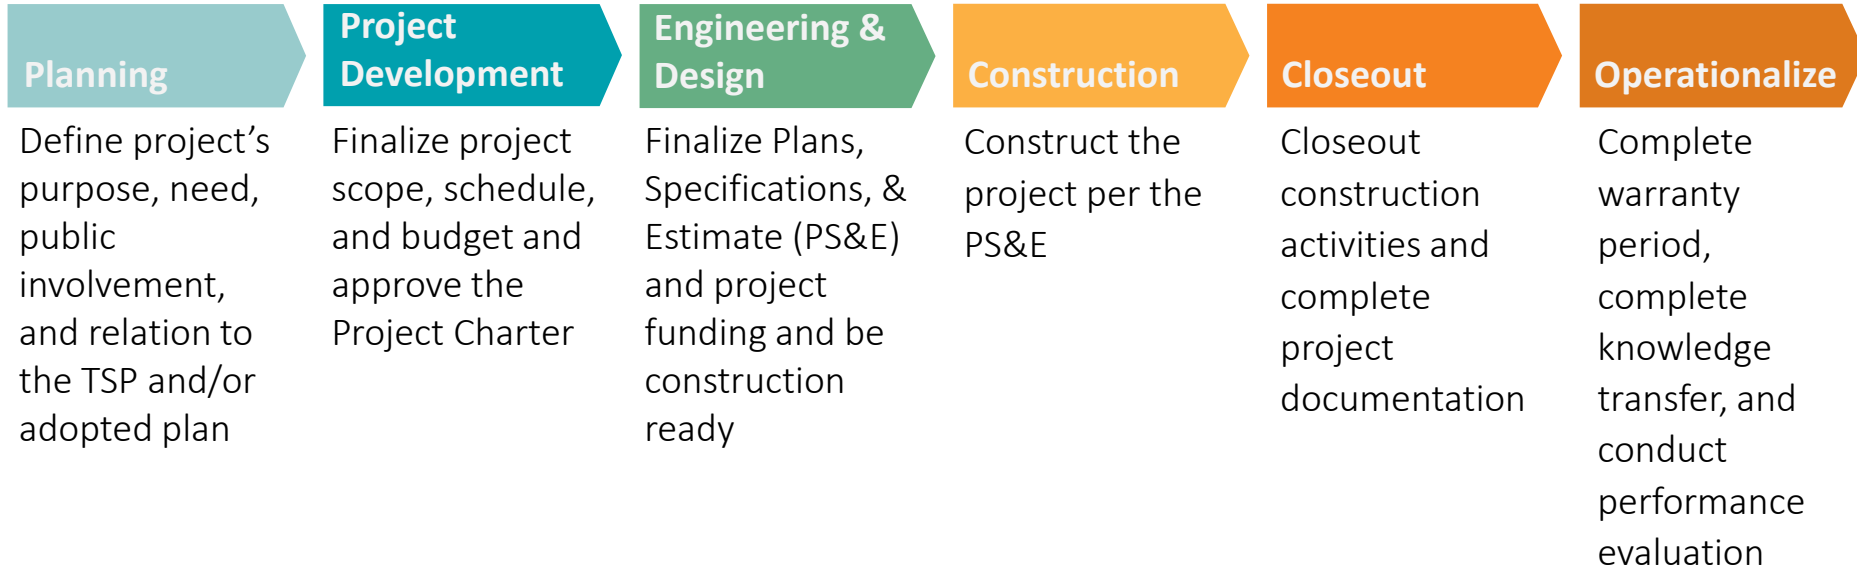 Planning
Define project’s
purpose, need,
public
involvement,
and relation to
the TSP and/or
adopted plan
Project
Development
Finalize project
scope, schedule,
and budget and
approve the
Project Charter
Engineering &
Design
Finalize Plans,
Specifications, &
Estimate (PS&E)
and project
funding and be
construction
ready
Construction
Construct the
project per the
PS&E
Closeout
Closeout
construction
activities and
complete
project
documentation
Operationalize
Complete
warranty
period,
complete
knowledge
transfer, and
conduct
performance
evaluation